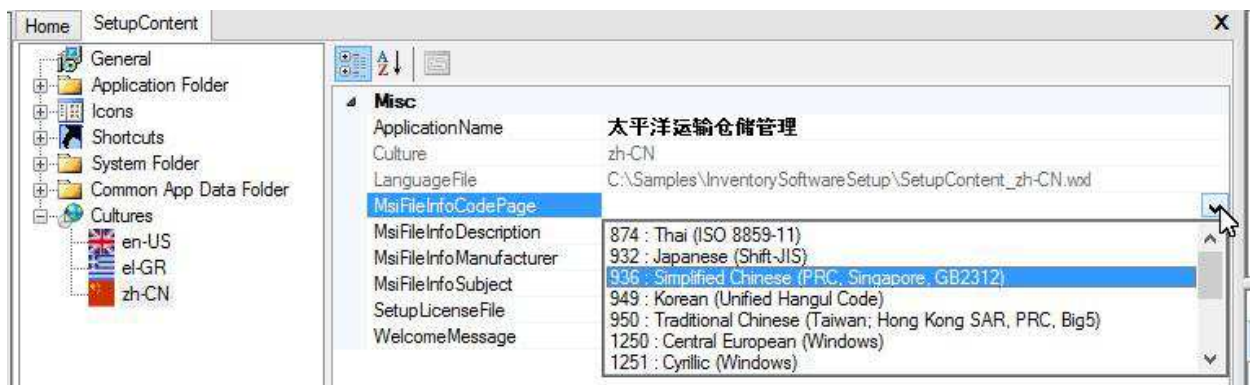 Home SetupContent X
General
Application Folder
Icons
Shortcuts
System Folder
Common App Data Folder
Cultures
en-US
el-GR
zh-CN
Misc
ApplicationName 太平洋运输仓储管理
Culture zh-CN
LanguageFile C:\Samples\InventorySoftwareSetup\SetupContent_zh-CN.wxl
MsiFileInfoCodePage
MsiFileInfoDescription
MsiFileInfoManufacturer
MsiFileInfoSubject
SetupLicenseFile
WelcomeMessage
874 : Thai (ISO 8859-11)
932 : Japanese (Shift-JIS)
936 : Simplified Chinese (PRC, Singapore, GB2312)
949 : Korean (Unified Hangul Code)
950 : Traditional Chinese (Taiwan; Hong Kong SAR, PRC, Big5)
1250 : Central European (Windows)
1251 : Cyrillic (Windows)